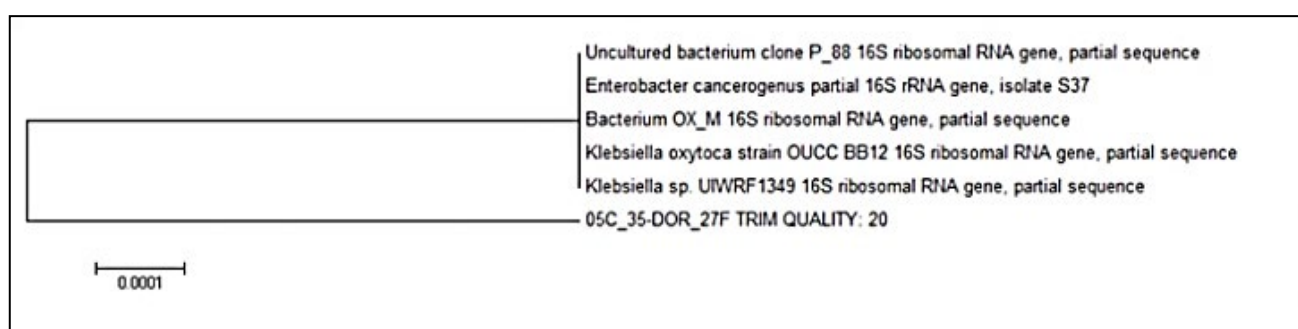 Uncultured bacterium clone P_88 16S ribosomal RNA gene, partial sequence
Enterobacter cancerogenus partial 16S rRNA gene, isolate S37
Bacterium OX_M 16S ribosomal RNA gene, partial sequence
Klebsiella oxytoca strain OUCC BB12 16S ribosomal RNA gene, partial sequence
Klebsiella sp. UIWRF1349 16S ribosomal RNA gene, partial sequence
05C_35-DOR_27F TRIM QUALITY: 20
0.0001